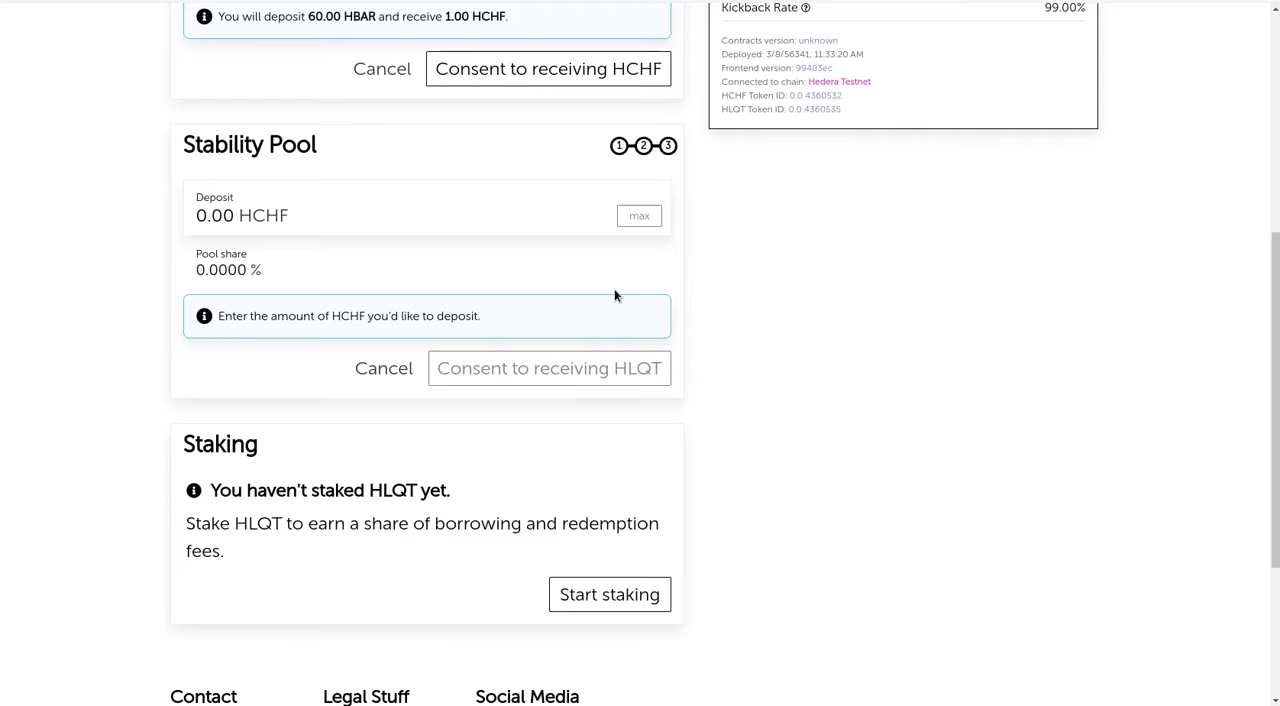 You will deposit 60.00 HBAR and receive 1.00 HCHF.
Cancel
Consent to receiving HCHF
Kickback Rate
99.00%
Contracts version: unknown
Deployed: 3/8/56341, 11:33:20 AM
Frontend version: 99483ec
Connected to chain: Hedera Testnet
HCHF Token ID: 0.0.4360532
HLQT Token ID: 0.0.4360535
Stability Pool
1 2 3
Deposit
0.00 HCHF
max
Pool share
0.0000 %
Enter the amount of HCHF you'd like to deposit.
Cancel
Consent to receiving HLQT
Staking
You haven't staked HLQT yet.
Stake HLQT to earn a share of borrowing and redemption
fees.
Start staking
Contact
Legal Stuff
Social Media